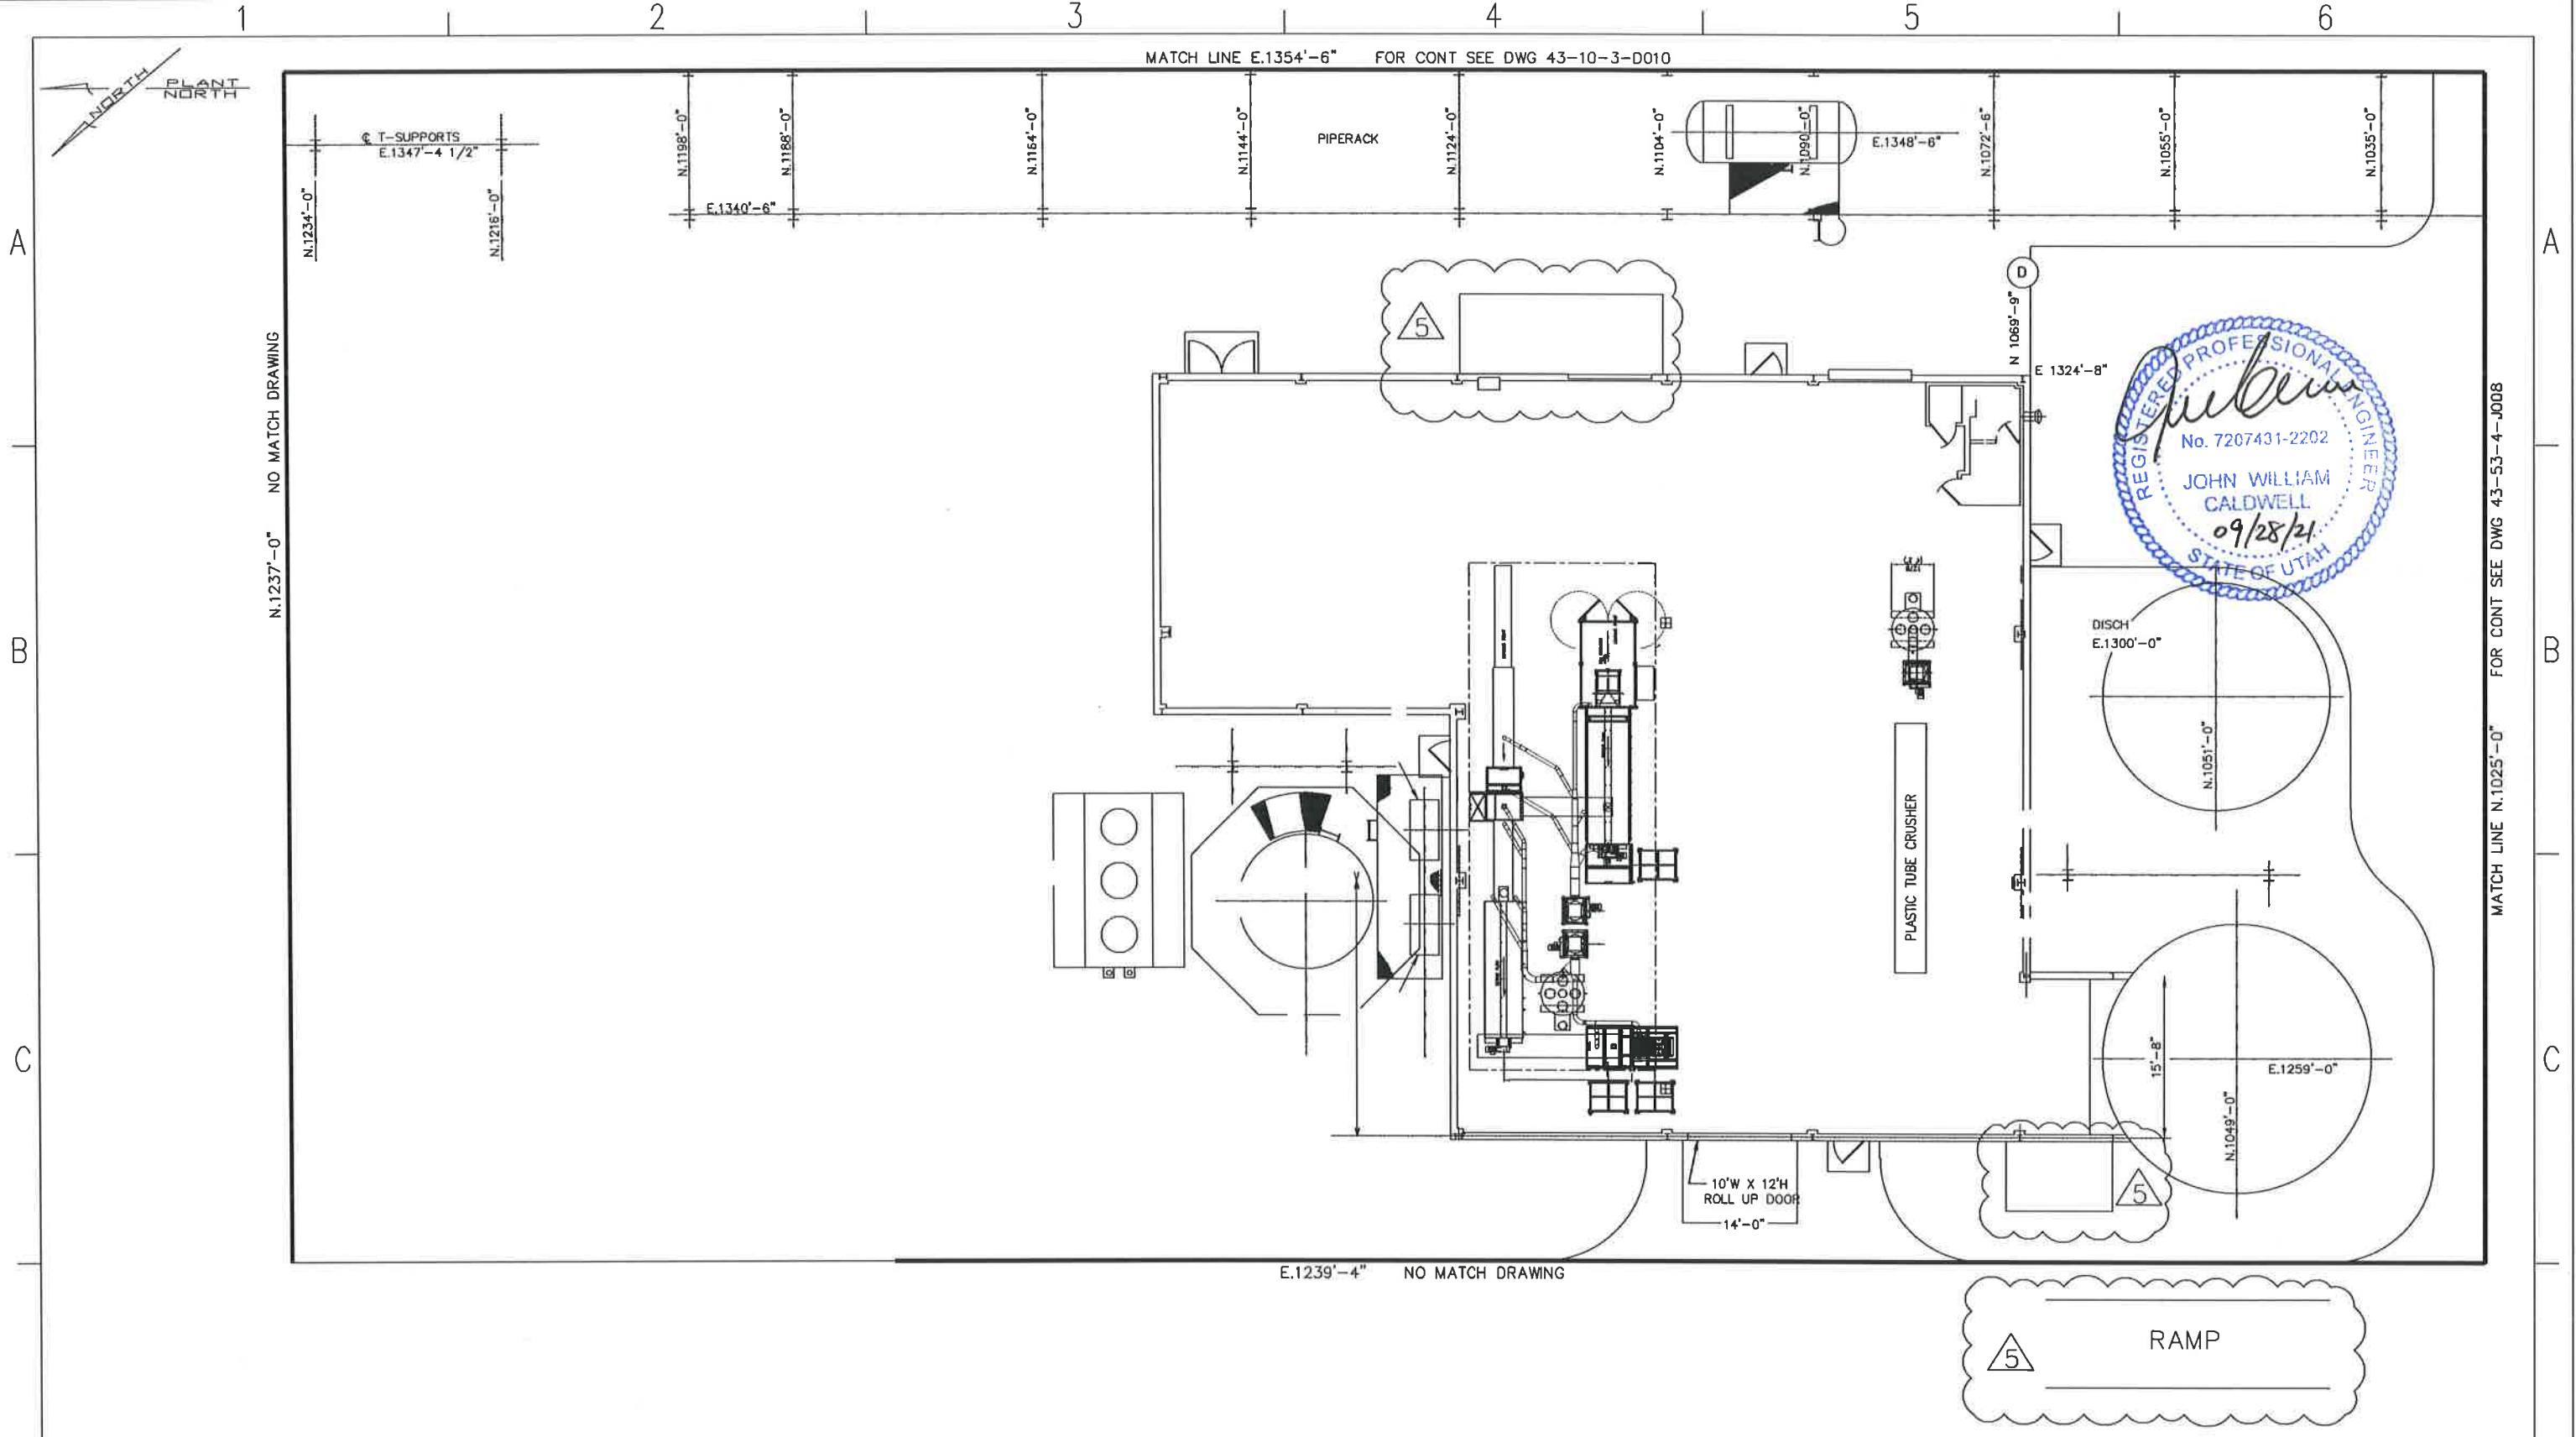 1 2 3 4 5 6
MATCH LINE E.1354'-6" FOR CONT SEE DWG 43-10-3-D010
NORTH
PLANT
NORTH
℄ T-SUPPORTS
E.1347'-4 1/2"
N.1234'-0"
N.1216'-0"
N.1198'-0"
N.1188'-0"
E.1340'-6"
N.1164'-0"
N.1144'-0"
PIPERACK
N.1124'-0"
N.1104'-0"
N.1090'-0"
E.1348'-6"
N.1072'-6"
N.1055'-0"
N.1035'-0"
A
A
D
N 1069'-9"
E 1324'-8"
5
N.1237'-0" NO MATCH DRAWING
REGISTERED PROFESSIONAL ENGINEER
No. 7207431-2202
JOHN WILLIAM
CALDWELL
09/28/21
STATE OF UTAH
MATCH LINE N.1025'-0" FOR CONT SEE DWG 43-53-4-J008
B
B
DISCH
E.1300'-0"
N.1051'-0"
PLASTIC TUBE CRUSHER
C
C
15'-8"
E.1259'-0"
N.1049'-0"
10'W X 12'H
ROLL UP DOOR
14'-0"
5
E.1239'-4" NO MATCH DRAWING
5
RAMP